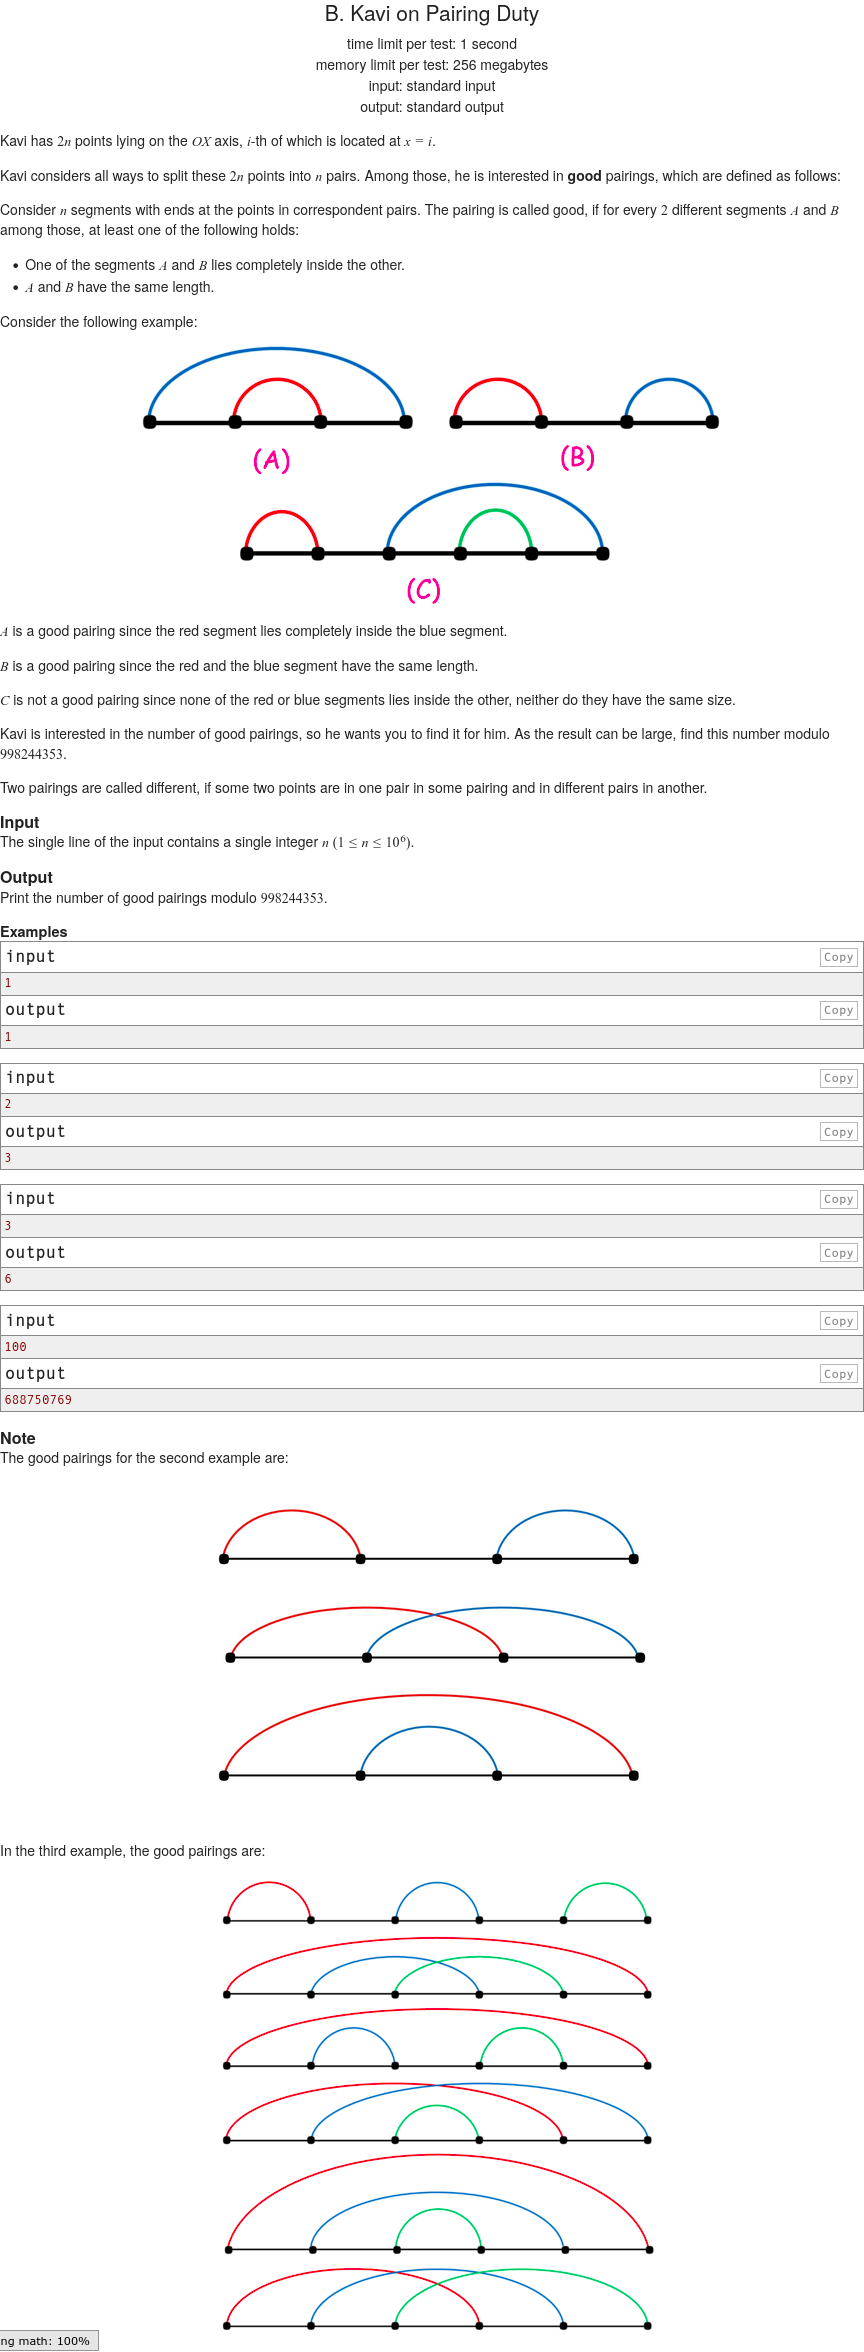 B. Kavi on Pairing Duty
time limit per test: 1 second
memory limit per test: 256 megabytes
input: standard input
output: standard output
Kavi has 2n points lying on the OX axis, i-th of which is located at x = i.
Kavi considers all ways to split these 2n points into n pairs. Among those, he is interested in good pairings, which are defined as follows:
Consider n segments with ends at the points in correspondent pairs. The pairing is called good, if for every 2 different segments A and B
among those, at least one of the following holds:
• One of the segments A and B lies completely inside the other.
• A and B have the same length.
Consider the following example:
(A)
(B)
(C)
A is a good pairing since the red segment lies completely inside the blue segment.
B is a good pairing since the red and the blue segment have the same length.
C is not a good pairing since none of the red or blue segments lies inside the other, neither do they have the same size.
Kavi is interested in the number of good pairings, so he wants you to find it for him. As the result can be large, find this number modulo
998244353.
Two pairings are called different, if some two points are in one pair in some pairing and in different pairs in another.
Input
The single line of the input contains a single integer n (1 ≤ n ≤ 10⁶).
Output
Print the number of good pairings modulo 998244353.
Examples
input Copy
1
output Copy
1
input Copy
2
output Copy
3
input Copy
3
output Copy
6
input Copy
100
output Copy
688750769
Note
The good pairings for the second example are:
In the third example, the good pairings are:
ng math: 100%